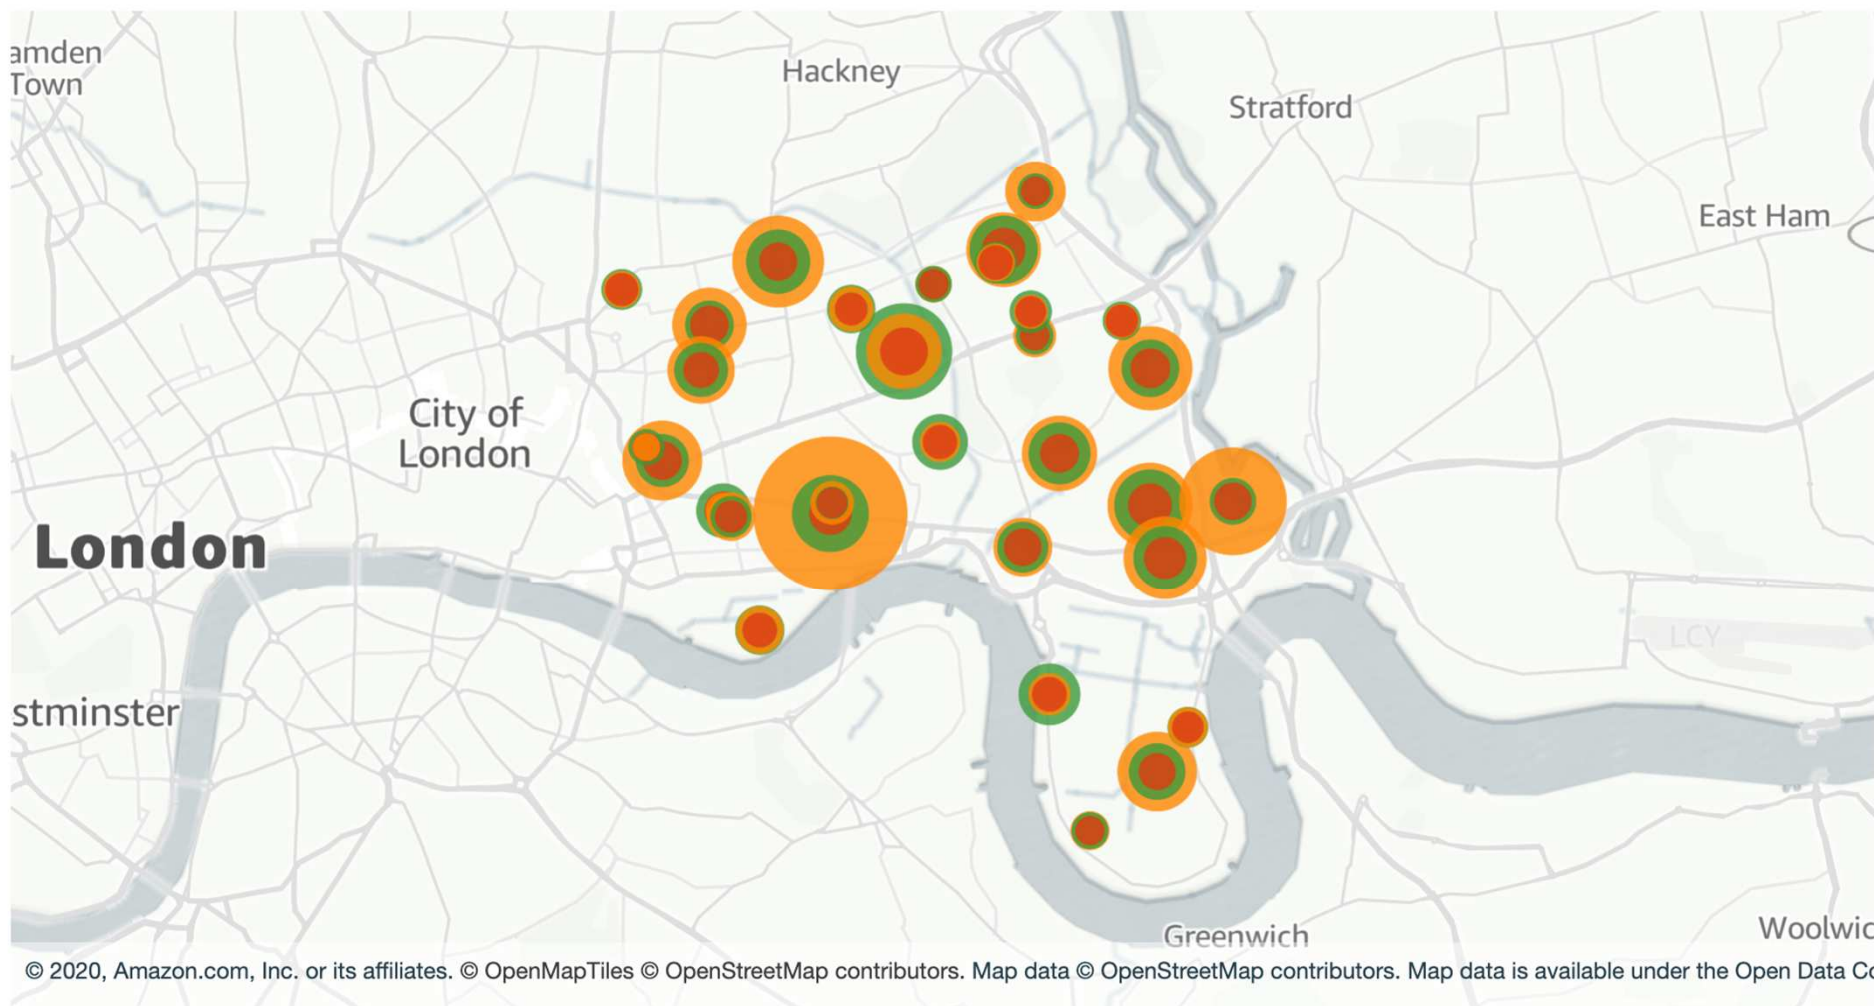 amden
Town
Hackney
Stratford
East Ham
City of
London
London
LCY
stminster
Greenwich
Woolwic
© 2020, Amazon.com, Inc. or its affiliates. © OpenMapTiles © OpenStreetMap contributors. Map data © OpenStreetMap contributors. Map data is available under the Open Data Co